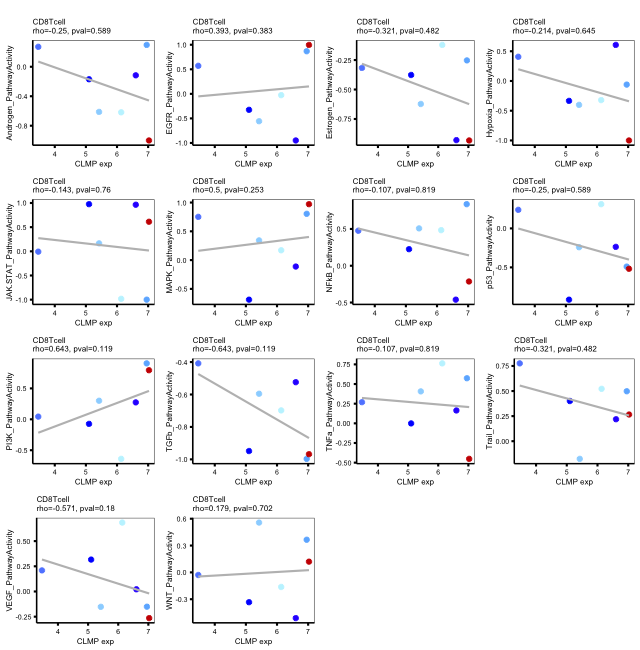 CD8Tcell
rho=-0.25, pval=0.589
Androgen_PathwayActivity
0.0
-0.4
-0.8
4 5 6 7
CLMP exp
CD8Tcell
rho=0.393, pval=0.383
EGFR_PathwayActivity
1.0
0.5
0.0
-0.5
-1.0
4 5 6 7
CLMP exp
CD8Tcell
rho=-0.321, pval=0.482
Estrogen_PathwayActivity
-0.25
-0.50
-0.75
4 5 6 7
CLMP exp
CD8Tcell
rho=-0.214, pval=0.645
Hypoxia_PathwayActivity
0.5
0.0
-0.5
-1.0
4 5 6 7
CLMP exp
CD8Tcell
rho=-0.143, pval=0.76
JAK.STAT_PathwayActivity
1.0
0.5
0.0
-0.5
-1.0
4 5 6 7
CLMP exp
CD8Tcell
rho=0.5, pval=0.253
MAPK_PathwayActivity
1.0
0.5
0.0
-0.5
4 5 6 7
CLMP exp
CD8Tcell
rho=-0.107, pval=0.819
NFkB_PathwayActivity
0.5
0.0
-0.5
4 5 6 7
CLMP exp
CD8Tcell
rho=-0.25, pval=0.589
p53_PathwayActivity
0.0
-0.5
4 5 6 7
CLMP exp
CD8Tcell
rho=0.643, pval=0.119
PI3K_PathwayActivity
0.5
0.0
-0.5
4 5 6 7
CLMP exp
CD8Tcell
rho=-0.643, pval=0.119
TGFb_PathwayActivity
-0.4
-0.6
-0.8
-1.0
4 5 6 7
CLMP exp
CD8Tcell
rho=-0.107, pval=0.819
TNFa_PathwayActivity
0.75
0.50
0.25
0.00
-0.25
-0.50
4 5 6 7
CLMP exp
CD8Tcell
rho=-0.321, pval=0.482
Trail_PathwayActivity
0.75
0.50
0.25
0.00
4 5 6 7
CLMP exp
CD8Tcell
rho=-0.571, pval=0.18
VEGF_PathwayActivity
0.50
0.25
0.00
-0.25
4 5 6 7
CLMP exp
CD8Tcell
rho=0.179, pval=0.702
WNT_PathwayActivity
0.6
0.3
0.0
-0.3
4 5 6 7
CLMP exp